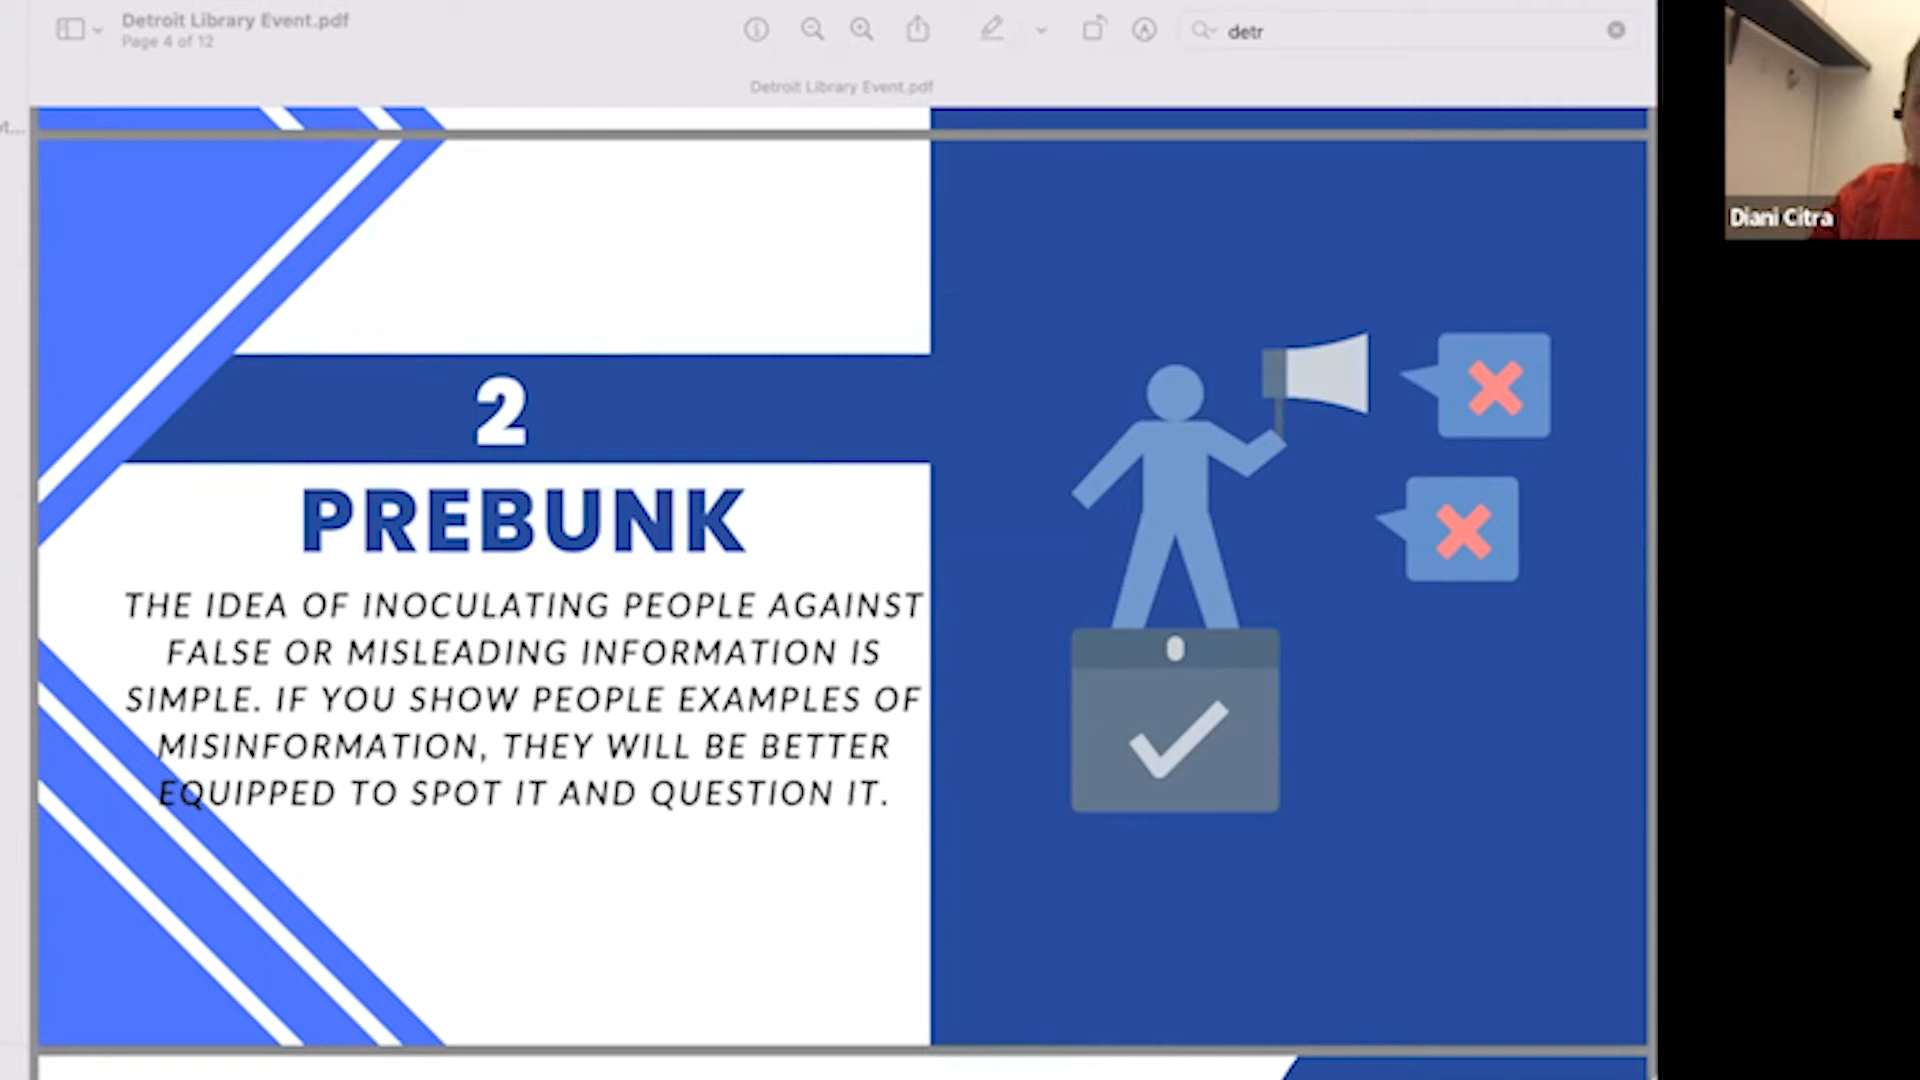 Detroit Library Event.pdf
Page 4 of 12
detr
Detroit Library Event.pdf
2
PREBUNK
THE IDEA OF INOCULATING PEOPLE AGAINST
FALSE OR MISLEADING INFORMATION IS
SIMPLE. IF YOU SHOW PEOPLE EXAMPLES OF
MISINFORMATION, THEY WILL BE BETTER
EQUIPPED TO SPOT IT AND QUESTION IT.
Diani Citra